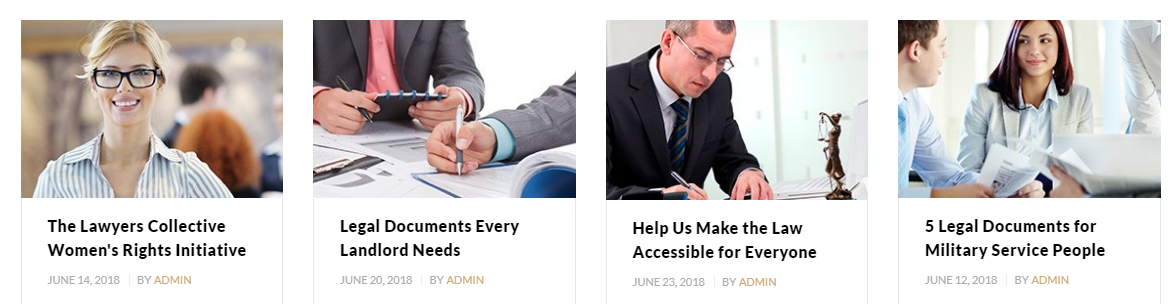 The Lawyers Collective
Women's Rights Initiative
JUNE 14, 2018 BY ADMIN
Legal Documents Every
Landlord Needs
JUNE 20, 2018 BY ADMIN
Help Us Make the Law
Accessible for Everyone
JUNE 23, 2018 BY ADMIN
5 Legal Documents for
Military Service People
JUNE 12, 2018 BY ADMIN